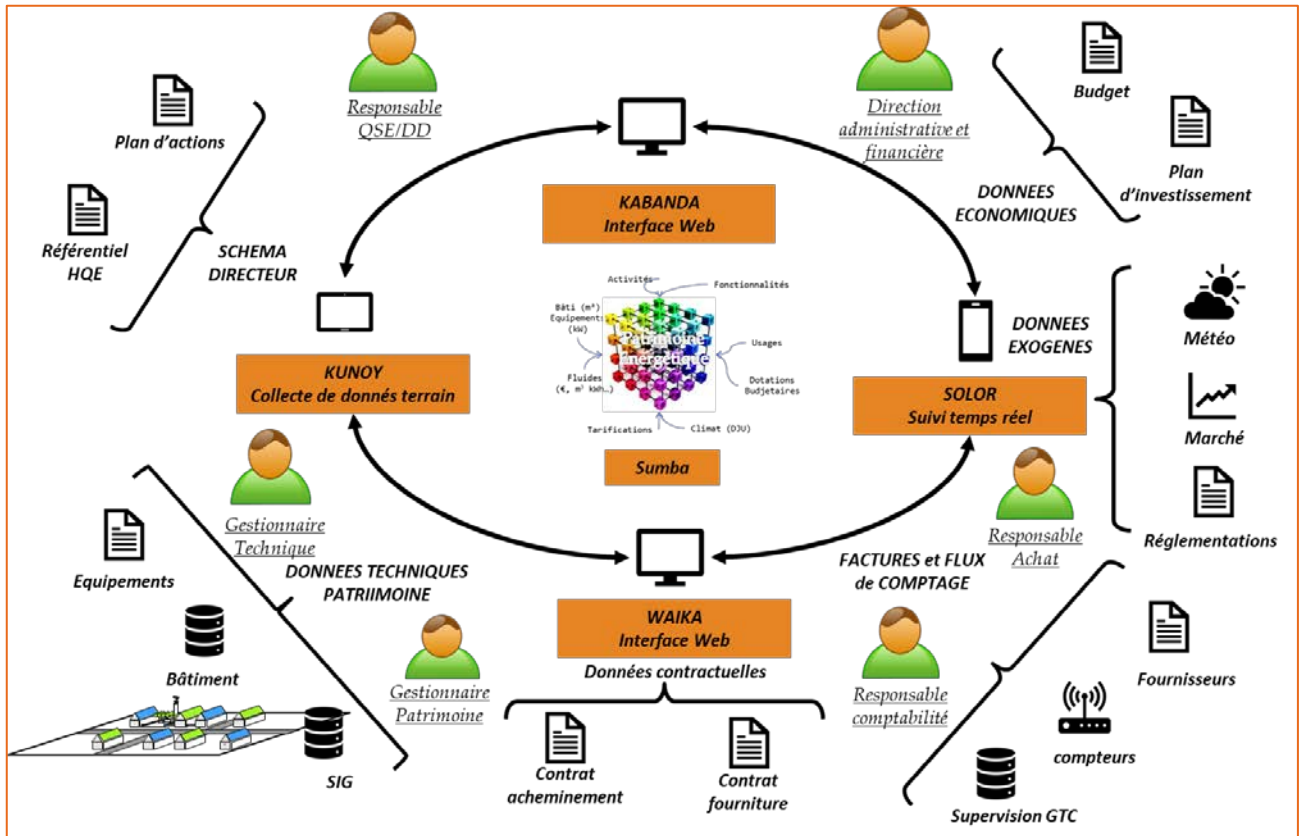 Responsable
QSE/DD
Plan d'actions
Référentiel
HQE
SCHEMA
DIRECTEUR
KABANDA
Interface Web
Direction
administrative et
financière
Budget
Plan
d'investissement
DONNEES
ECONOMIQUES
KUNOY
Collecte de donnés terrain
Activités
Fonctionnalités
Bâti (m²)
Equipements
(kW)
Patrimoine
Energétique
Usages
Fluides
(€, m³ kWh…)
Dotations
Budjetaires
Tarifications
Climat (DJU)
Sumba
DONNEES
EXOGENES
SOLOR
Suivi temps réel
Météo
Marché
Réglementations
Gestionnaire
Technique
Equipements
DONNEES TECHNIQUES
PATRIIMOINE
Bâtiment
SIG
Gestionnaire
Patrimoine
WAIKA
Interface Web
Données contractuelles
Contrat
acheminement
Contrat
fourniture
Responsable
Achat
FACTURES et FLUX
de COMPTAGE
Responsable
comptabilité
Fournisseurs
compteurs
Supervision GTC